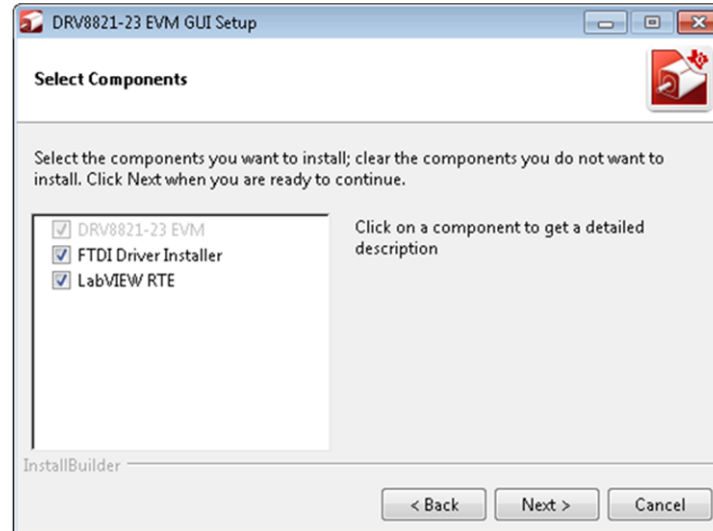 DRV8821-23 EVM GUI Setup
Select Components
Select the components you want to install; clear the components you do not want to
install. Click Next when you are ready to continue.
DRV8821-23 EVM
FTDI Driver Installer
LabVIEW RTE
Click on a component to get a detailed
description
InstallBuilder
< Back
Next >
Cancel